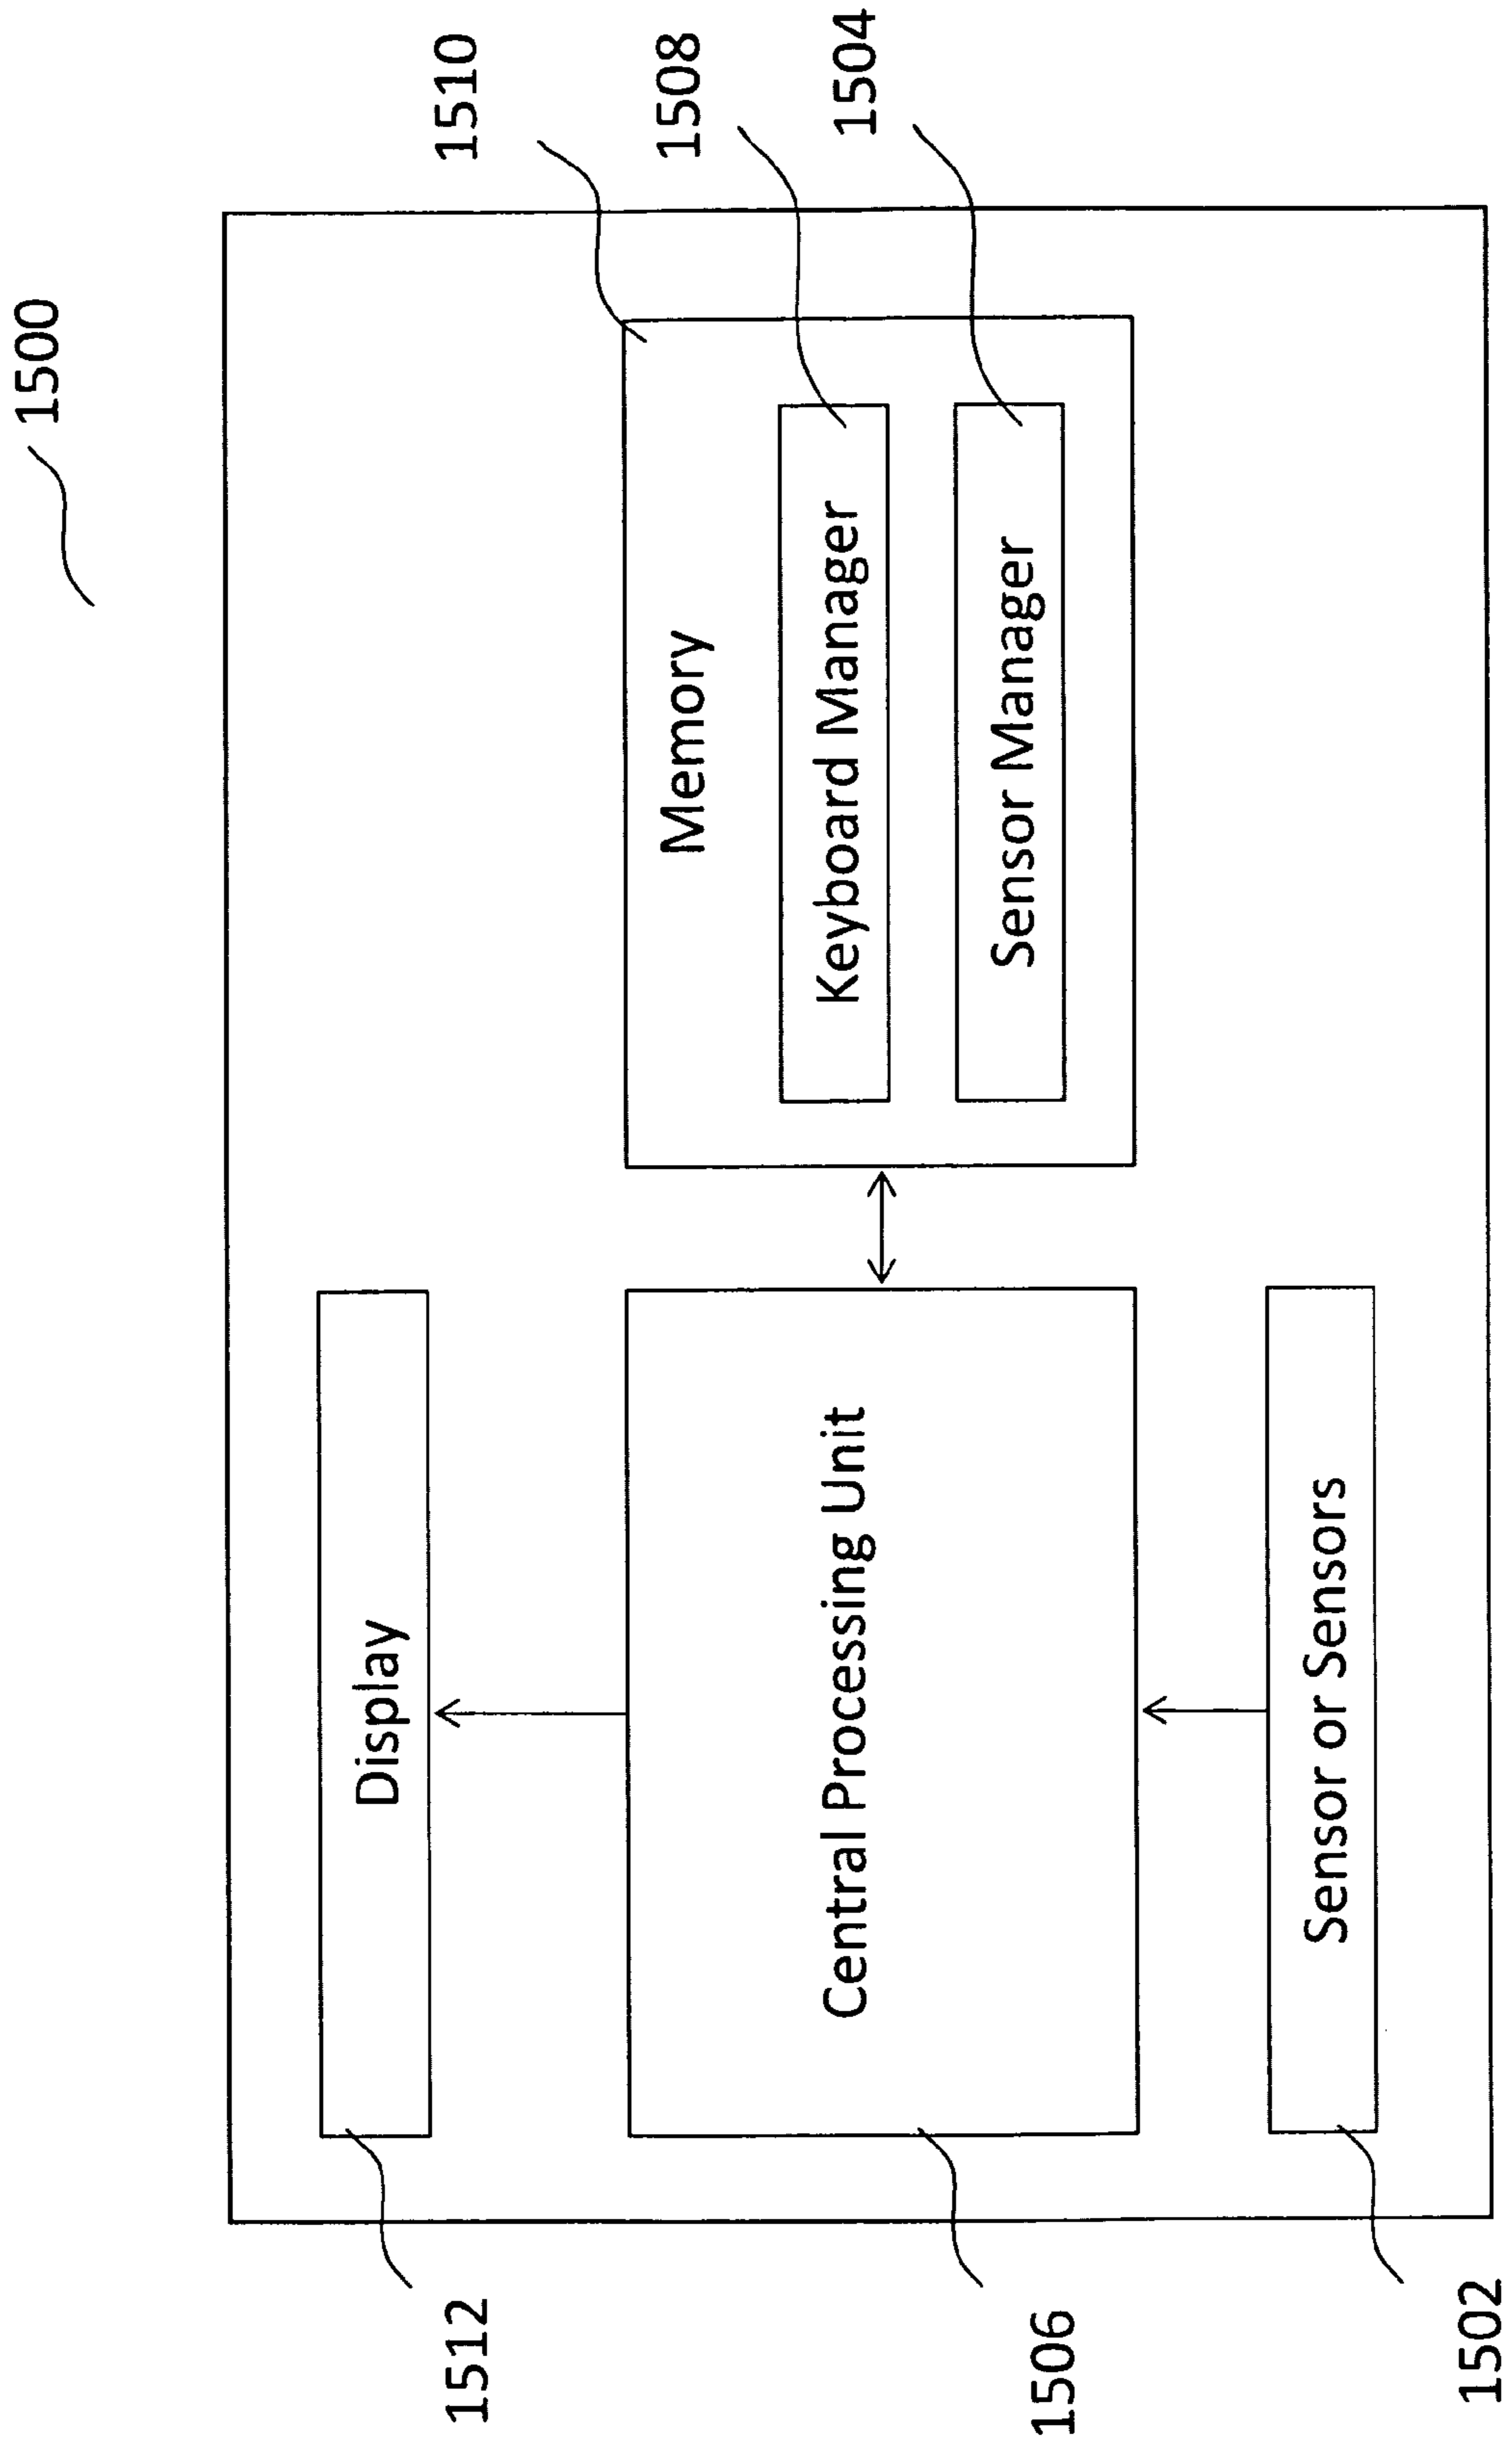 1500
1510
1508
1504
Memory
Keyboard Manager
Sensor Manager
Display
Central Processing Unit
Sensor or Sensors
1512
1506
1502